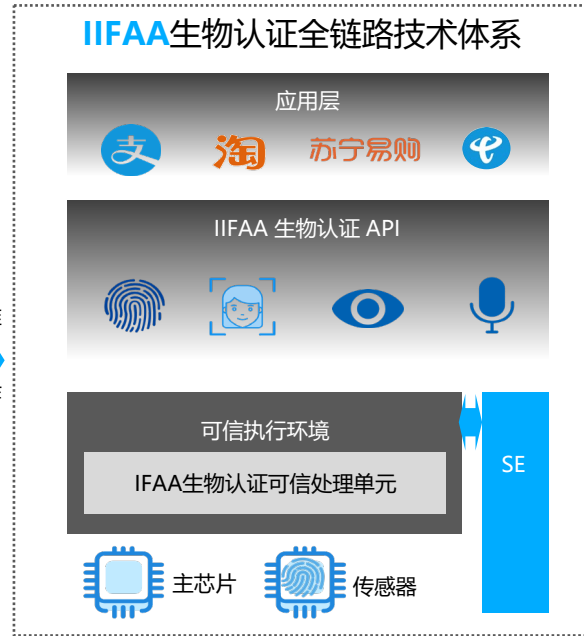 IIFAA生物认证全链路技术体系
应用层
支
淘
苏宁易购
IIFAA 生物认证 API
可信执行环境
IFAA生物认证可信处理单元
SE
主芯片
传感器